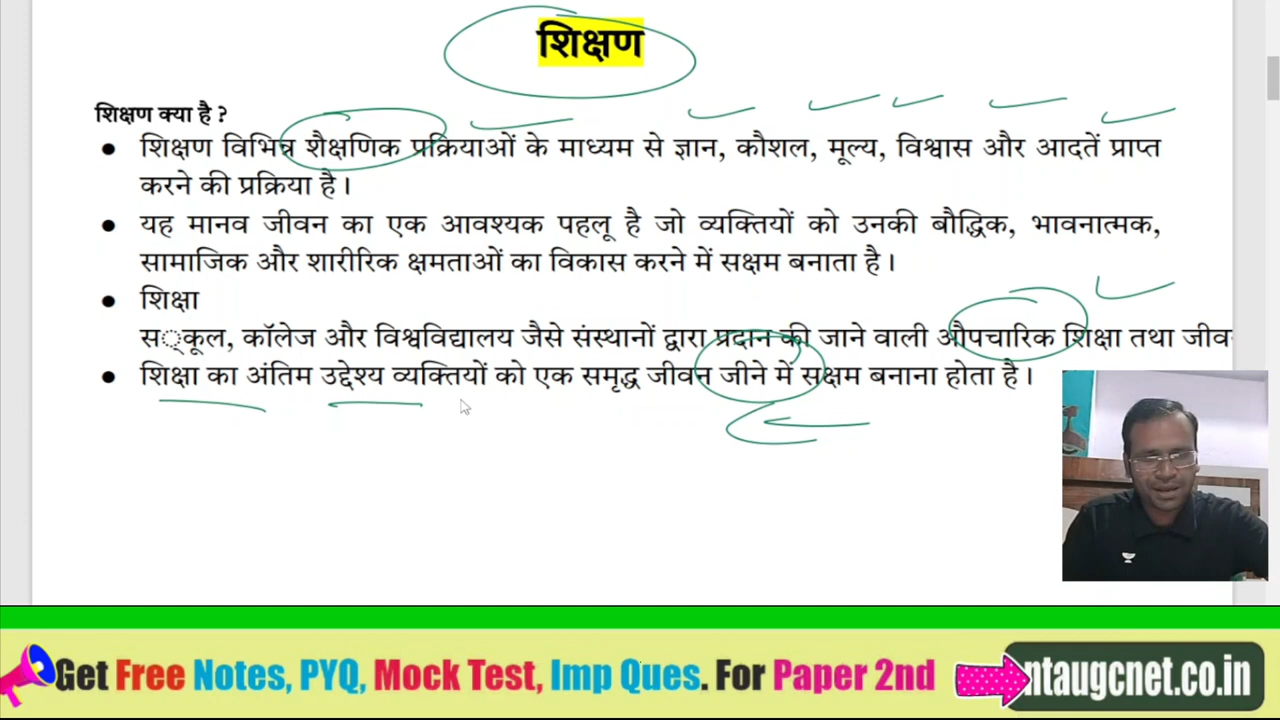 शिक्षण
शिक्षण क्या है ?
● शिक्षण विभिन्न शैक्षणिक प्रक्रियाओं के माध्यम से ज्ञान, कौशल, मूल्य, विश्वास और आदतें प्राप्त
करने की प्रक्रिया है।
● यह मानव जीवन का एक आवश्यक पहलू है जो व्यक्तियों को उनकी बौद्धिक, भावनात्मक,
सामाजिक और शारीरिक क्षमताओं का विकास करने में सक्षम बनाता है।
● शिक्षा
स्कूल, कॉलेज और विश्वविद्यालय जैसे संस्थानों द्वारा प्रदान की जाने वाली औपचारिक शिक्षा तथा
● शिक्षा का अंतिम उद्देश्य व्यक्तियों को एक समृद्ध जीवन जीने में सक्षम बनाना होता है।
Get Free Notes, PYQ, Mock Test, Imp Ques. For Paper 2nd
ntaugcnet.co.in